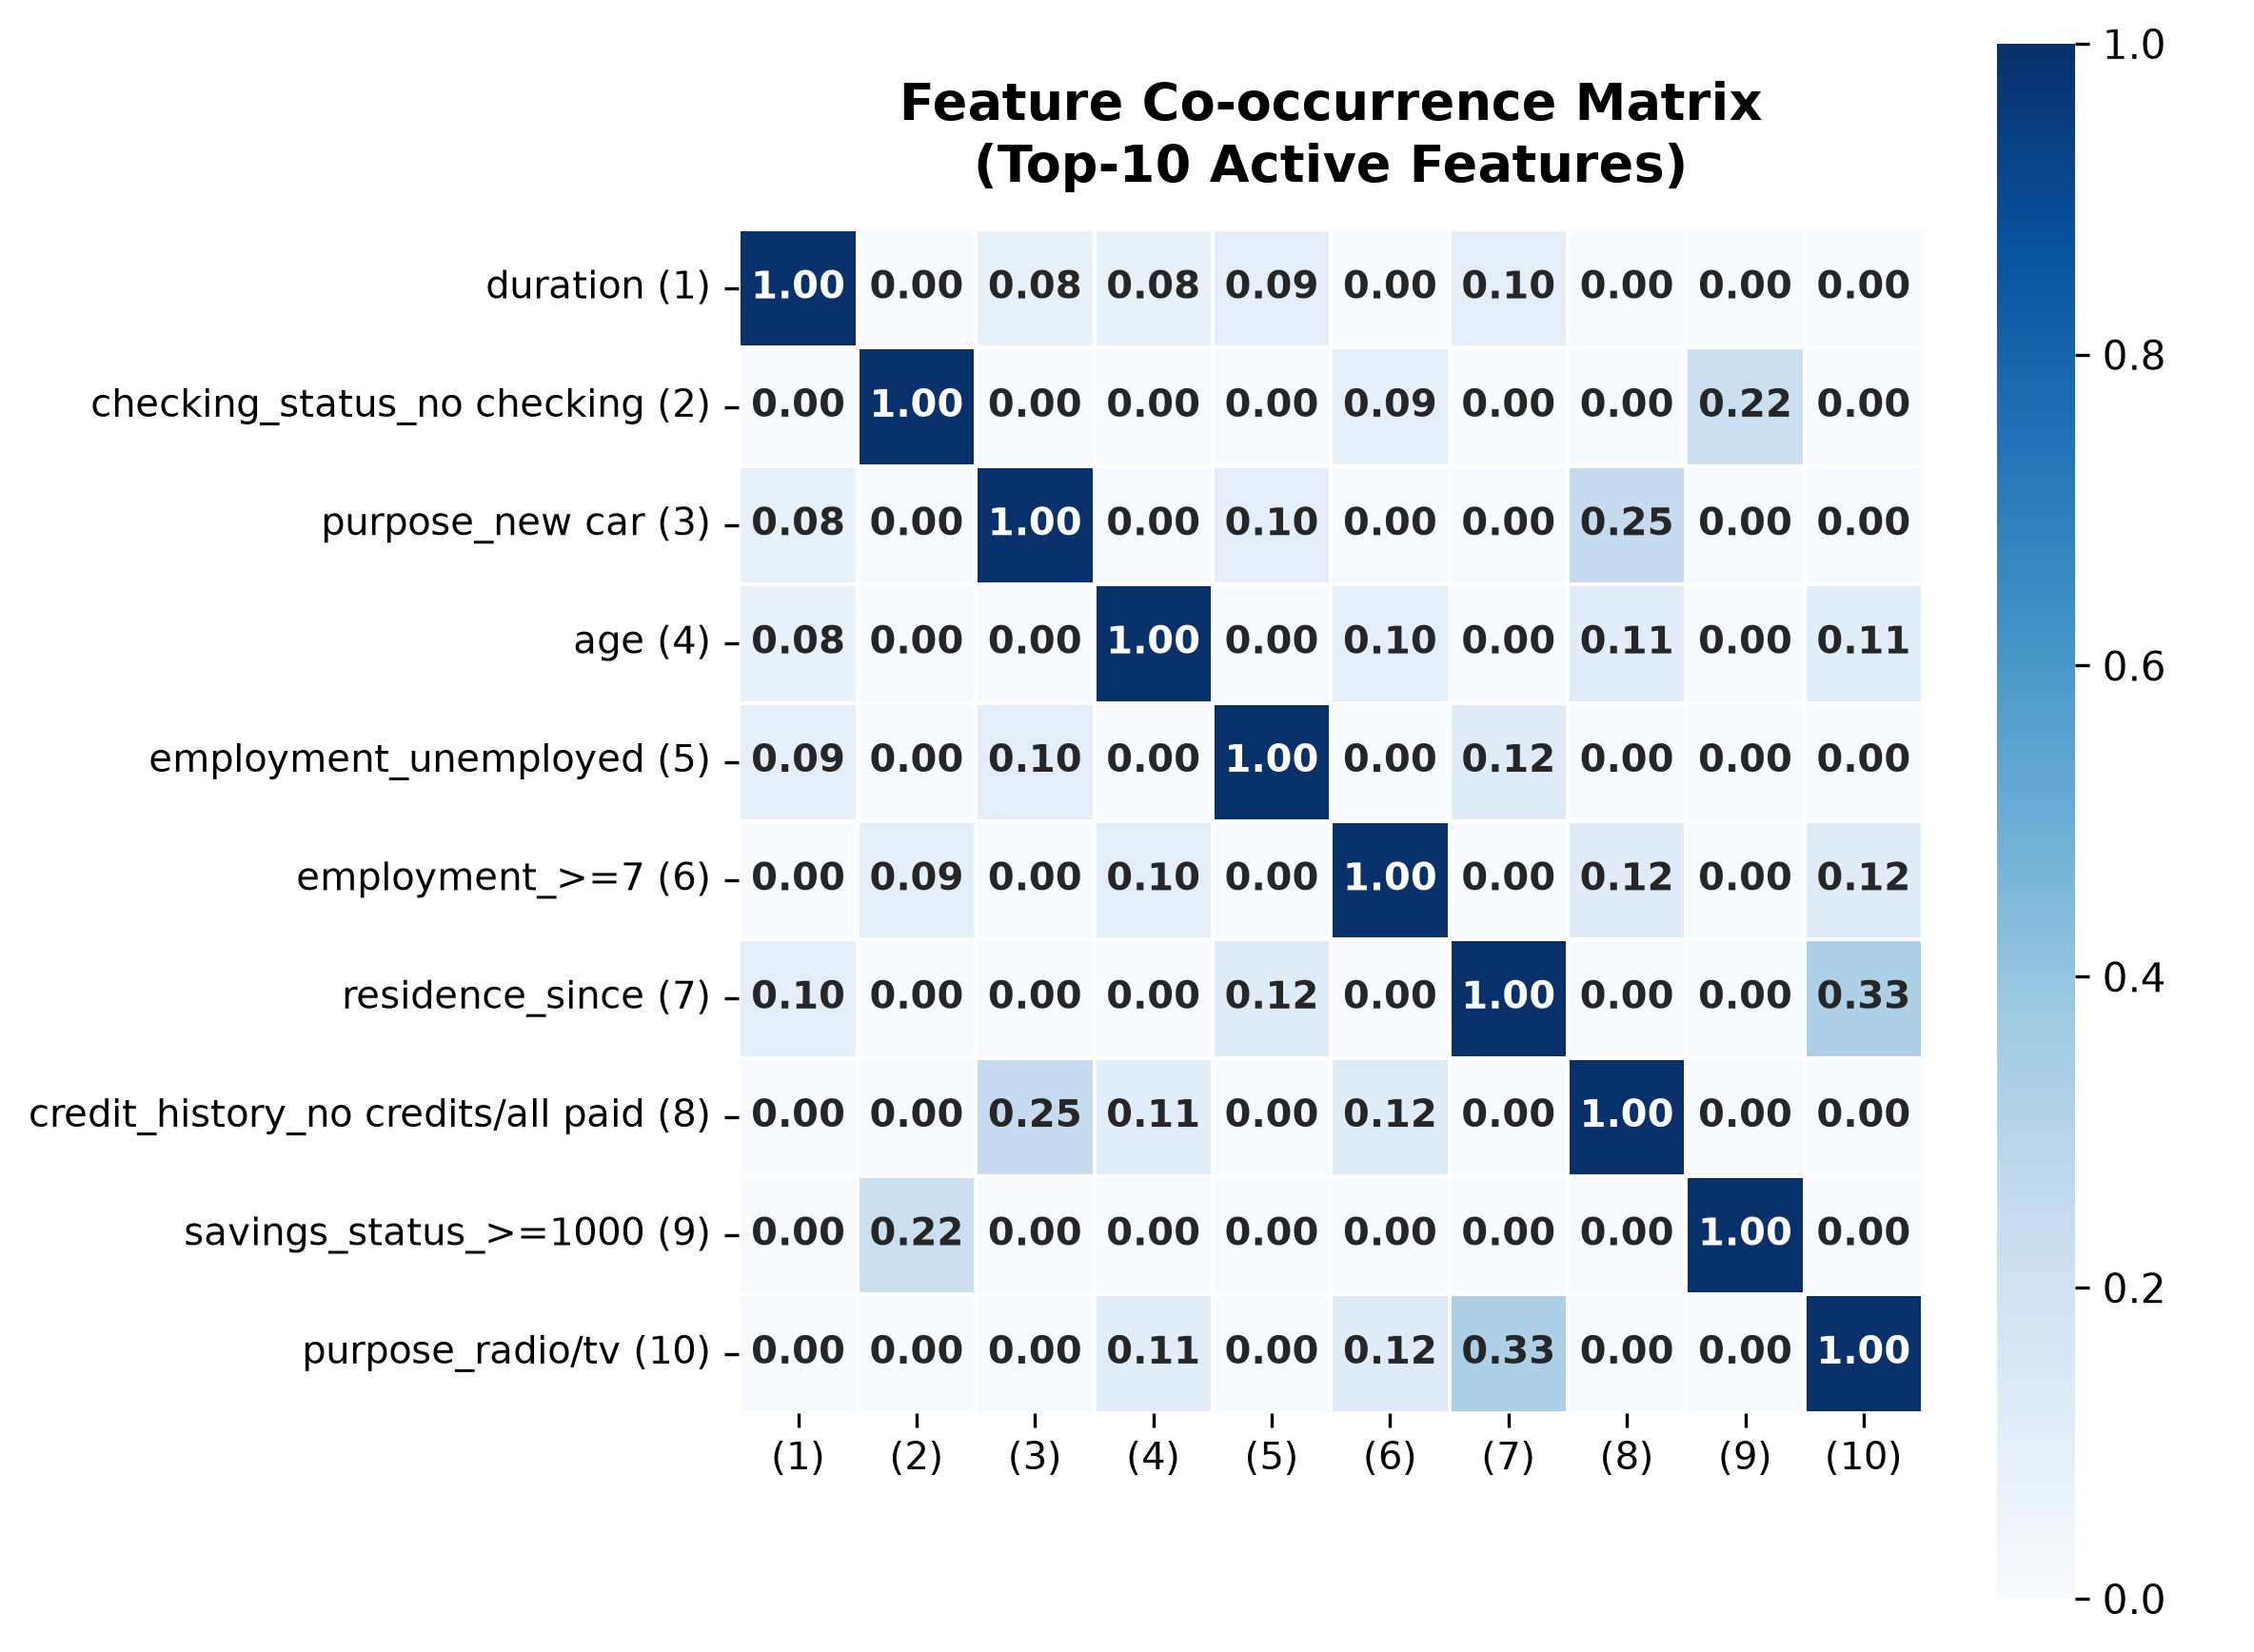 Feature Co-occurrence Matrix
(Top-10 Active Features)
duration (1) 1.00 0.00 0.08 0.08 0.09 0.00 0.10 0.00 0.00 0.00
checking_status_no checking (2) 0.00 1.00 0.00 0.00 0.00 0.09 0.00 0.00 0.22 0.00
purpose_new car (3) 0.08 0.00 1.00 0.00 0.10 0.00 0.00 0.25 0.00 0.00
age (4) 0.08 0.00 0.00 1.00 0.00 0.10 0.00 0.11 0.00 0.11
employment_unemployed (5) 0.09 0.00 0.10 0.00 1.00 0.00 0.12 0.00 0.00 0.00
employment_>=7 (6) 0.00 0.09 0.00 0.10 0.00 1.00 0.00 0.12 0.00 0.12
residence_since (7) 0.10 0.00 0.00 0.00 0.12 0.00 1.00 0.00 0.00 0.33
credit_history_no credits/all paid (8) 0.00 0.00 0.25 0.11 0.00 0.12 0.00 1.00 0.00 0.00
savings_status_>=1000 (9) 0.00 0.22 0.00 0.00 0.00 0.00 0.00 0.00 1.00 0.00
purpose_radio/tv (10) 0.00 0.00 0.00 0.11 0.00 0.12 0.33 0.00 0.00 1.00
(1) (2) (3) (4) (5) (6) (7) (8) (9) (10)
1.0
0.8
0.6
0.4
0.2
0.0